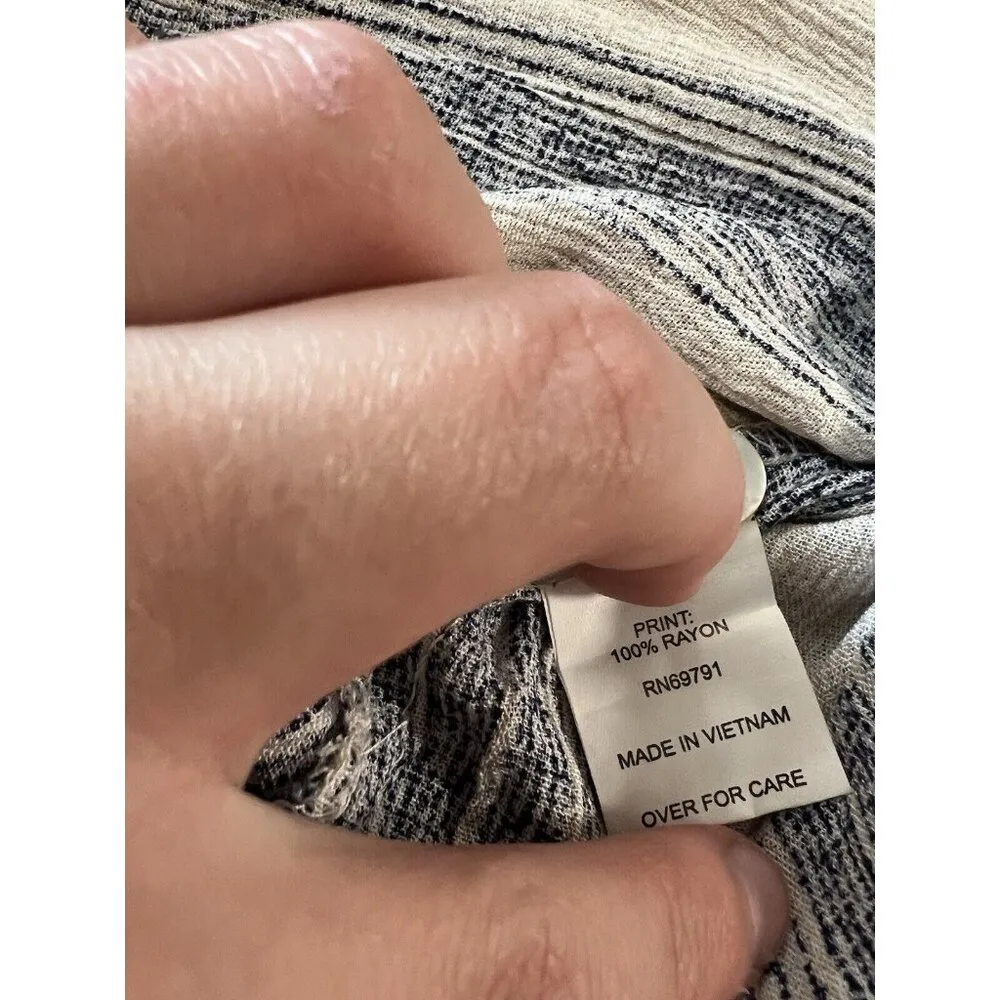 PRINT:
100% RAYON
RN69791
MADE IN VIETNAM
OVER FOR CARE